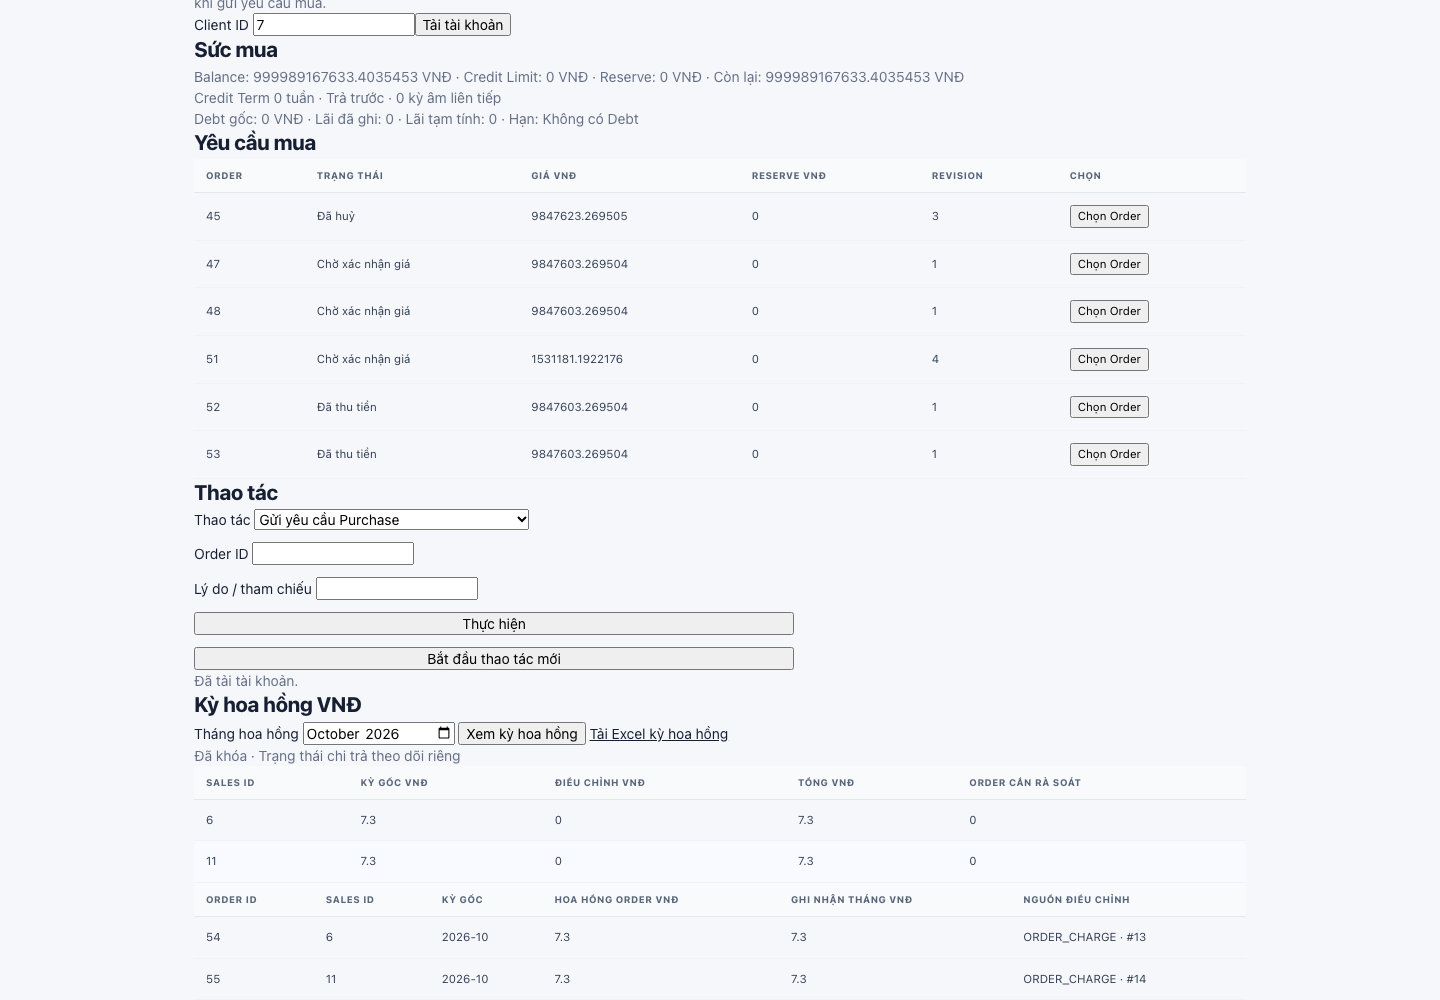 khi gửi yêu cầu mua.
Client ID 7 Tải tài khoản
Sức mua
Balance: 999989167633.4035453 VNĐ · Credit Limit: 0 VNĐ · Reserve: 0 VNĐ · Còn lại: 999989167633.4035453 VNĐ
Credit Term 0 tuần · Trả trước · 0 kỳ âm liên tiếp
Debt gốc: 0 VNĐ · Lãi đã ghi: 0 · Lãi tạm tính: 0 · Hạn: Không có Debt
Yêu cầu mua
ORDER TRẠNG THÁI GIÁ VNĐ RESERVE VNĐ REVISION CHỌN
45 Đã huỷ 9847623.269505 0 3 Chọn Order
47 Chờ xác nhận giá 9847603.269504 0 1 Chọn Order
48 Chờ xác nhận giá 9847603.269504 0 1 Chọn Order
51 Chờ xác nhận giá 1531181.1922176 0 4 Chọn Order
52 Đã thu tiền 9847603.269504 0 1 Chọn Order
53 Đã thu tiền 9847603.269504 0 1 Chọn Order
Thao tác
Thao tác Gửi yêu cầu Purchase
Order ID
Lý do / tham chiếu
Thực hiện
Bắt đầu thao tác mới
Đã tải tài khoản.
Kỳ hoa hồng VNĐ
Tháng hoa hồng October 2026 Xem kỳ hoa hồng Tải Excel kỳ hoa hồng
Đã khóa · Trạng thái chi trả theo dõi riêng
SALES ID KỲ GỐC VNĐ ĐIỀU CHỈNH VNĐ TỔNG VNĐ ORDER CẦN RÀ SOÁT
6 7.3 0 7.3 0
11 7.3 0 7.3 0
ORDER ID SALES ID KỲ GỐC HOA HỒNG ORDER VNĐ GHI NHẬN THÁNG VNĐ NGUỒN ĐIỀU CHỈNH
54 6 2026-10 7.3 7.3 ORDER_CHARGE · #13
55 11 2026-10 7.3 7.3 ORDER_CHARGE · #14